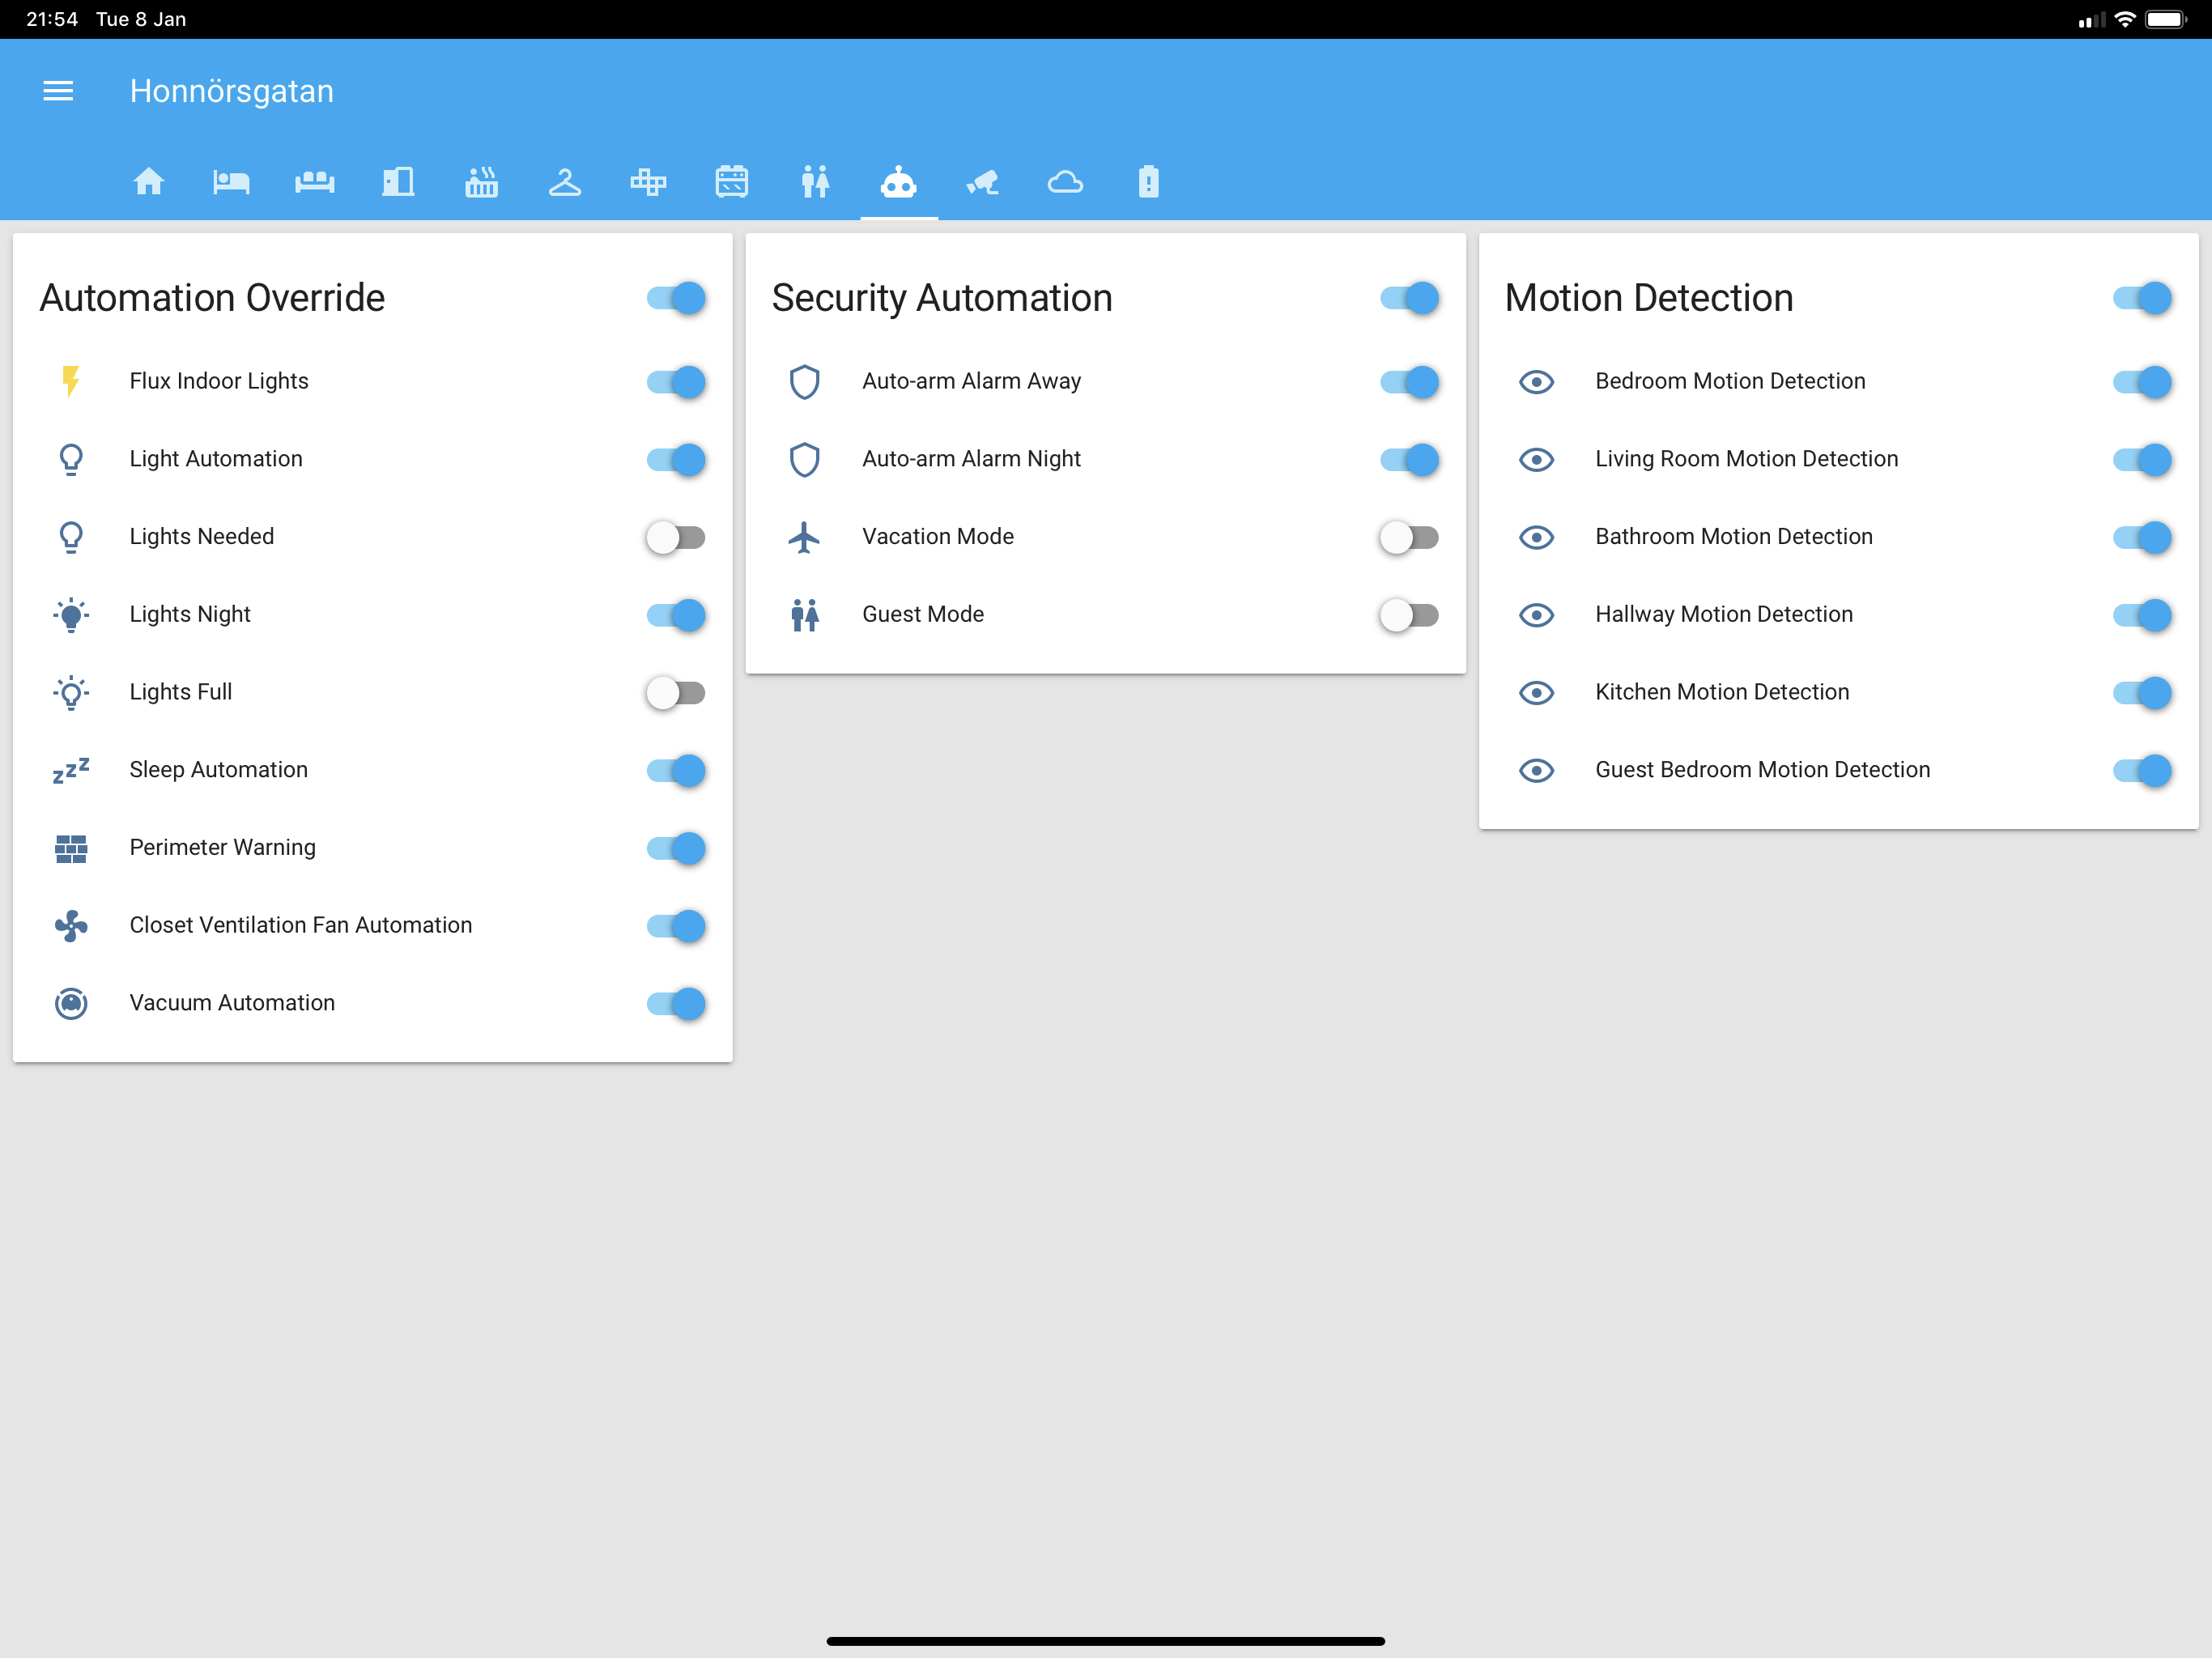 21:54 Tue 8 Jan
Honnörsgatan
Automation Override
Flux Indoor Lights
Light Automation
Lights Needed
Lights Night
Lights Full
Sleep Automation
Perimeter Warning
Closet Ventilation Fan Automation
Vacuum Automation
Security Automation
Auto-arm Alarm Away
Auto-arm Alarm Night
Vacation Mode
Guest Mode
Motion Detection
Bedroom Motion Detection
Living Room Motion Detection
Bathroom Motion Detection
Hallway Motion Detection
Kitchen Motion Detection
Guest Bedroom Motion Detection